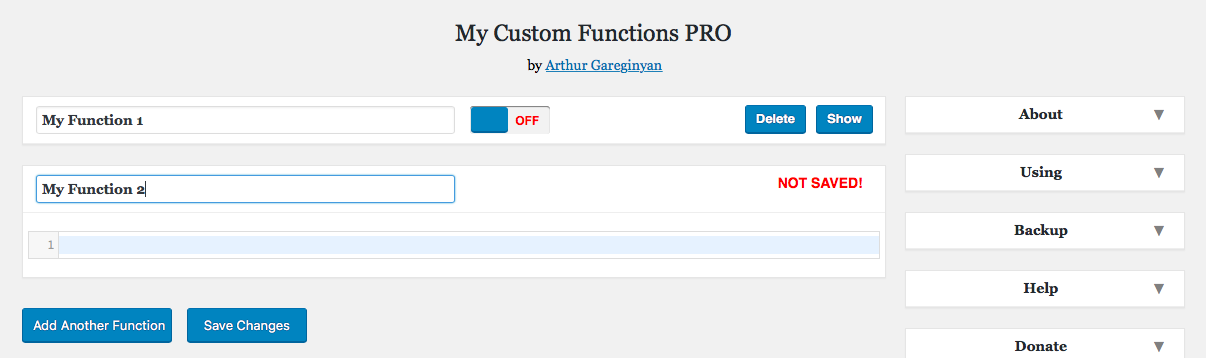 My Custom Functions PRO
by Arthur Gareginyan
My Function 1
OFF
Delete
Show
My Function 2
NOT SAVED!
1
Add Another Function
Save Changes
About
Using
Backup
Help
Donate